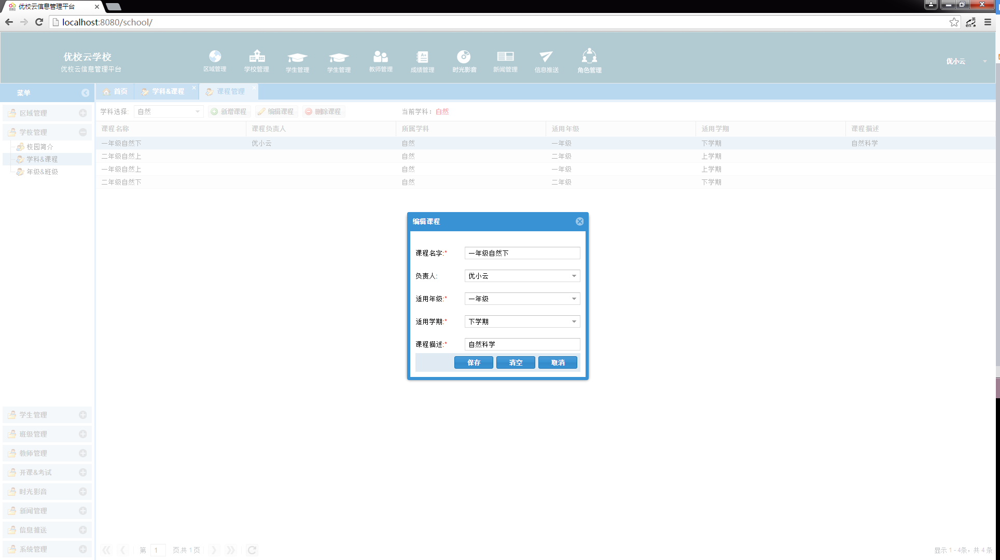 优校云信息管理平台
localhost:8080/school/
优校云学校
优校云信息管理平台
区域管理 学校管理 学生管理 学生管理 教师管理 成绩管理 时光影音 新闻管理 信息推送 角色管理
优小云
菜单
首页 学科&课程 课程管理
区域管理
学校管理
校园简介
学科&课程
年级&班级
学生管理
班级管理
教师管理
开课&考试
时光影音
新闻管理
信息推送
系统管理
学科选择: 自然 新增课程 编辑课程 删除课程 当前学科：自然
课程名称 课程负责人 所属学科 适用年级 适用学期 课程描述
一年级自然下 优小云 自然 一年级 下学期 自然科学
二年级自然上 自然 二年级 上学期
一年级自然上 自然 一年级 上学期
二年级自然下 自然 二年级 下学期
编辑课程
课程名字:* 一年级自然下
负责人: 优小云
适用年级:* 一年级
适用学期:* 下学期
课程描述:* 自然科学
保存 清空 取消
第 1 页,共 1 页
显示 1 - 4条，共 4 条